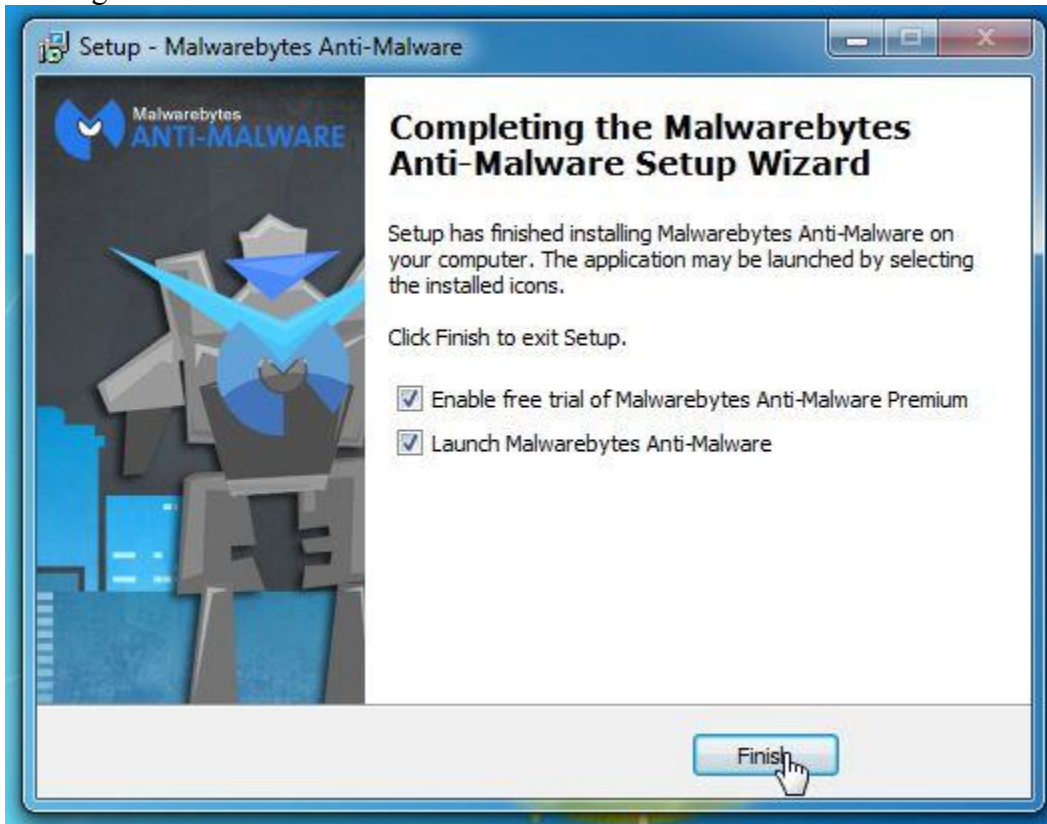 Setup - Malwarebytes Anti-Malware
Malwarebytes
ANTI-MALWARE
Completing the Malwarebytes
Anti-Malware Setup Wizard
Setup has finished installing Malwarebytes Anti-Malware on
your computer. The application may be launched by selecting
the installed icons.
Click Finish to exit Setup.
Enable free trial of Malwarebytes Anti-Malware Premium
Launch Malwarebytes Anti-Malware
Finish